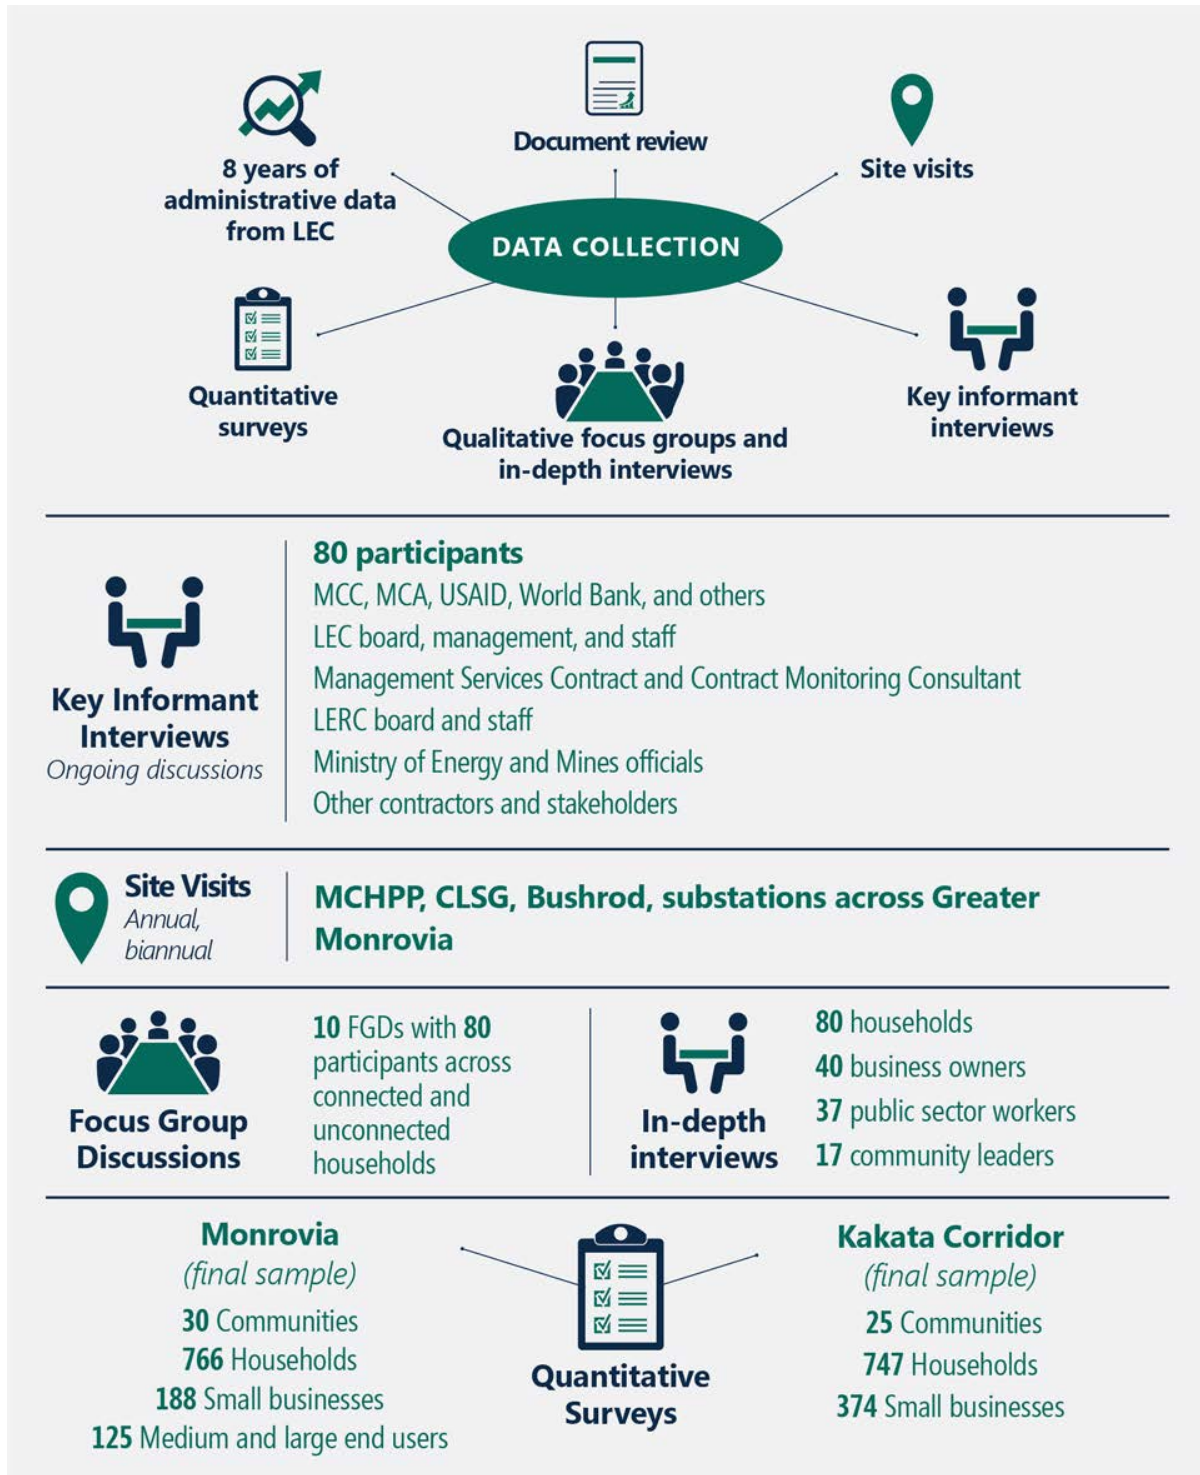 Document review
8 years of
administrative data
from LEC
Site visits
DATA COLLECTION
Quantitative
surveys
Qualitative focus groups and
in-depth interviews
Key informant
interviews
Key Informant
Interviews
Ongoing discussions
80 participants
MCC, MCA, USAID, World Bank, and others
LEC board, management, and staff
Management Services Contract and Contract Monitoring Consultant
LERC board and staff
Ministry of Energy and Mines officials
Other contractors and stakeholders
Site Visits
Annual,
biannual
MCHPP, CLSG, Bushrod, substations across Greater
Monrovia
Focus Group
Discussions
10 FGDs with 80
participants across
connected and
unconnected
households
In-depth
interviews
80 households
40 business owners
37 public sector workers
17 community leaders
Monrovia
(final sample)
30 Communities
766 Households
188 Small businesses
125 Medium and large end users
Quantitative
Surveys
Kakata Corridor
(final sample)
25 Communities
747 Households
374 Small businesses